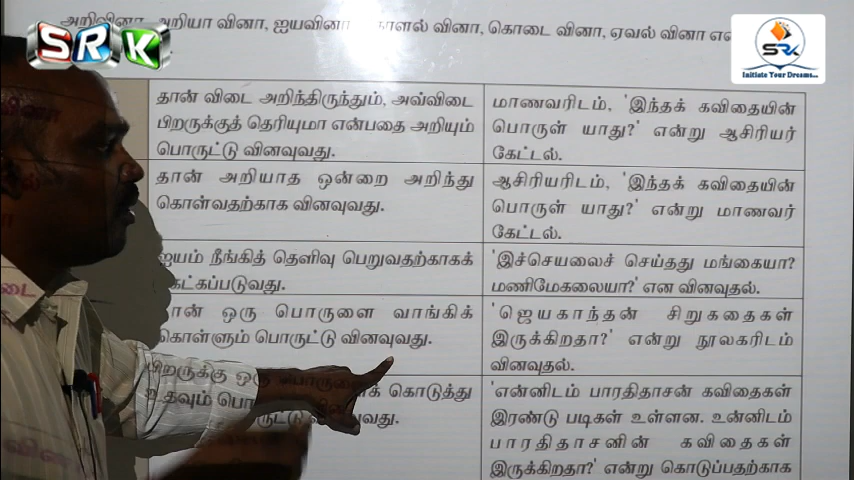 SRK
SRK
Initiate Your Dreams...
அறிவினா, அறியா வினா, ஐயவினா, கொளல் வினா, கொடை வினா, ஏவல் வினா
வினா
தான் விடை அறிந்திருந்தும், அவ்விடை
பிறருக்குத் தெரியுமா என்பதை அறியும்
பொருட்டு வினவுவது.
மாணவரிடம், 'இந்தக் கவிதையின்
பொருள் யாது?' என்று ஆசிரியர்
கேட்டல்.
தான் அறியாத ஒன்றை அறிந்து
கொள்வதற்காக வினவுவது.
ஆசிரியரிடம், 'இந்தக் கவிதையின்
பொருள் யாது?' என்று மாணவர்
கேட்டல்.
ஐயம் நீங்கித் தெளிவு பெறுவதற்காகக்
கேட்கப்படுவது.
'இச்செயலைச் செய்தது மங்கையா?
மணிமேகலையா?' என வினவுதல்.
தான் ஒரு பொருளை வாங்கிக்
கொள்ளும் பொருட்டு வினவுவது.
'ஜெயகாந்தன் சிறுகதைகள்
இருக்கிறதா?' என்று நூலகரிடம்
வினவுதல்.
பிறருக்கு ஒரு பொருளைக் கொடுத்து
உதவும் பொருட்டு வினவுவது.
'என்னிடம் பாரதிதாசன் கவிதைகள்
இரண்டு படிகள் உள்ளன. உன்னிடம்
பாரதிதாசனின் கவிதைகள்
இருக்கிறதா?' என்று கொடுப்பதற்காக